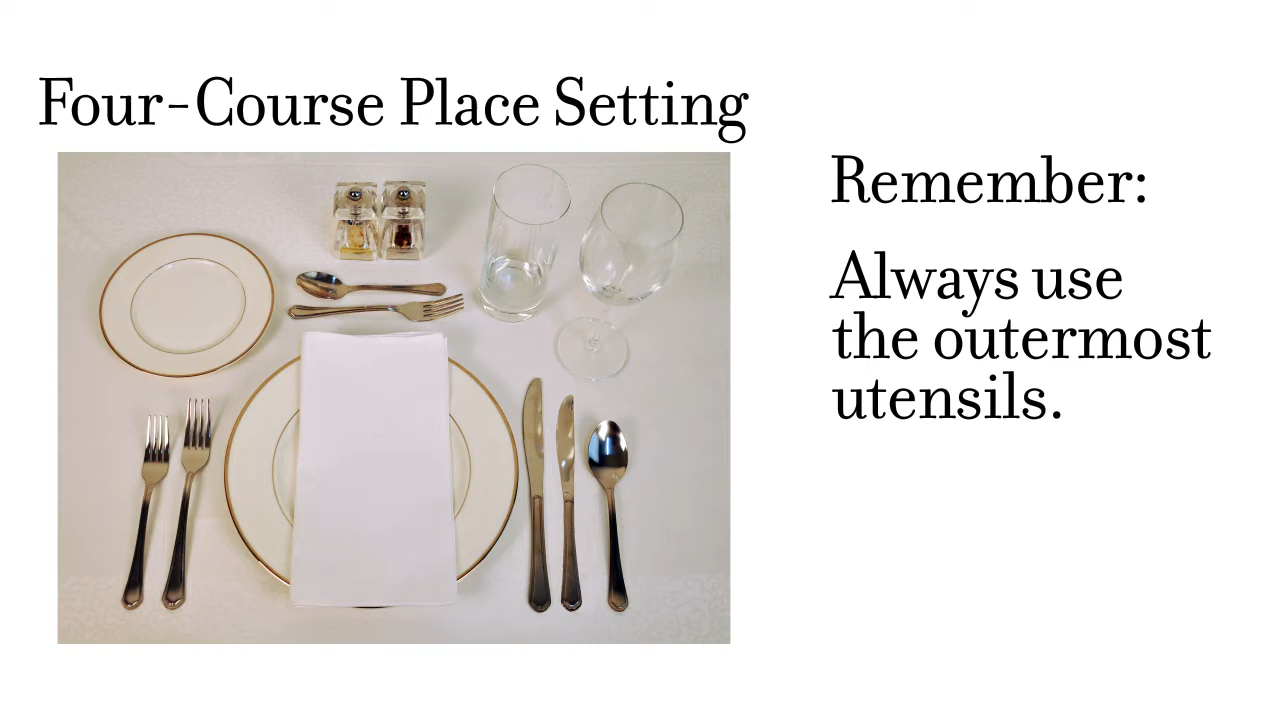 Four-Course Place Setting
Remember:
Always use
the outermost
utensils.